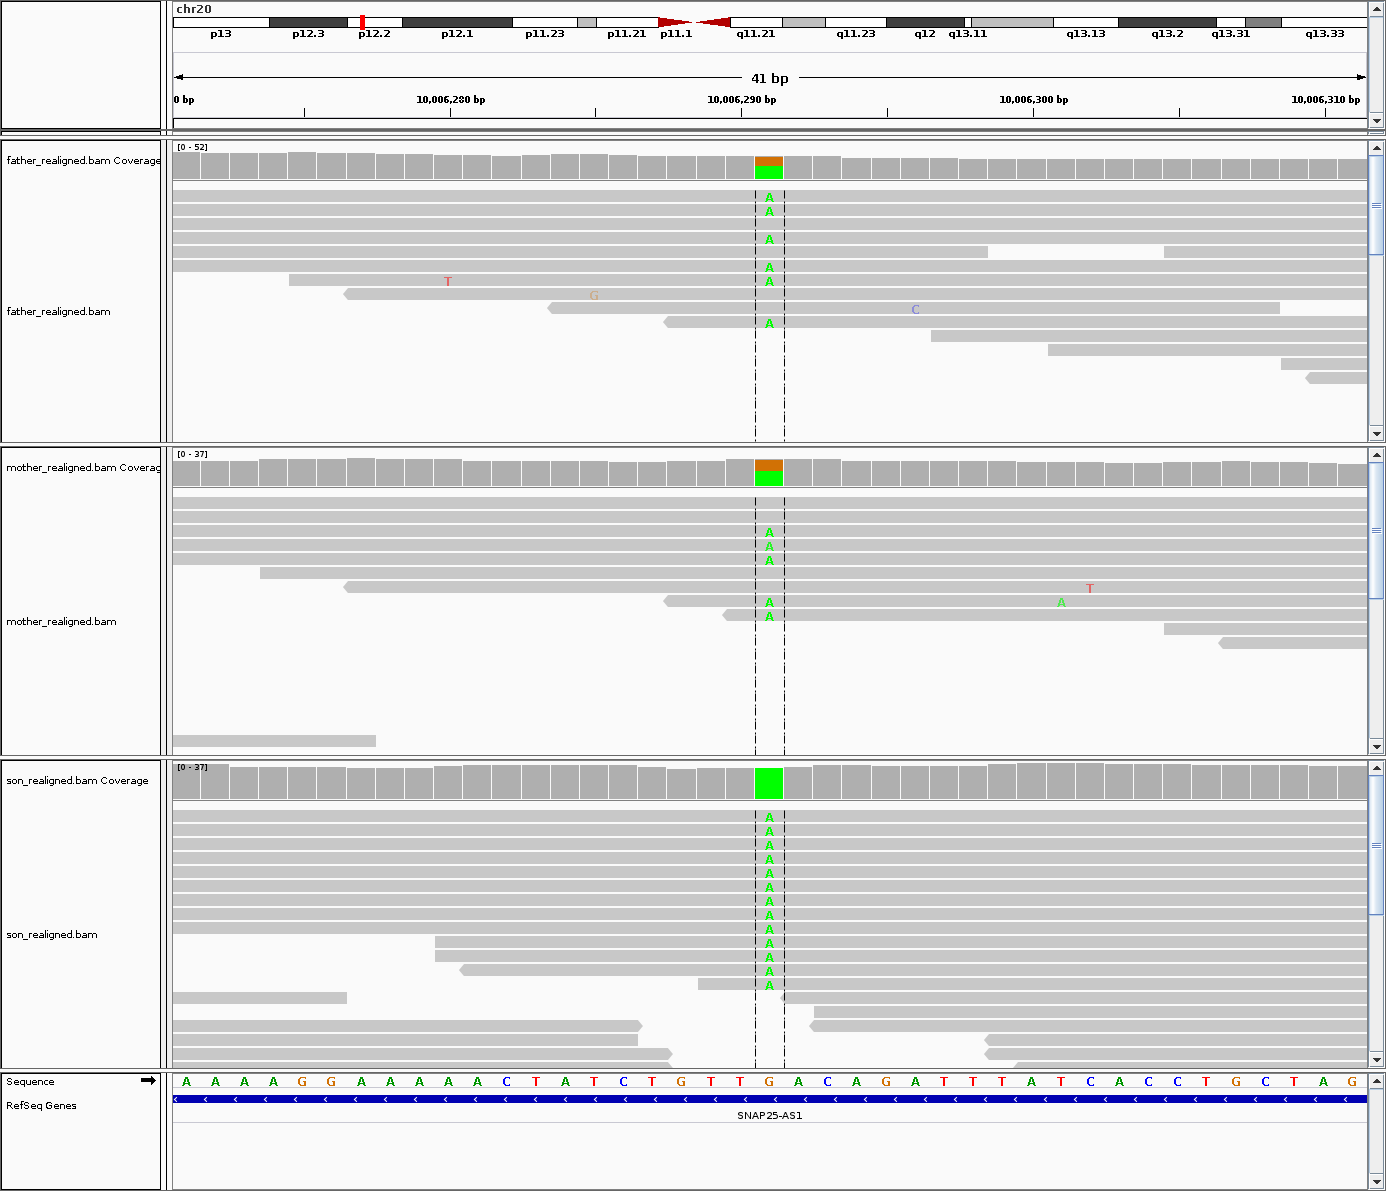 chr20
p13 p12.3 p12.2 p12.1 p11.23 p11.21 p11.1 q11.21 q11.23 q12 q13.11 q13.13 q13.2 q13.31 q13.33
41 bp
0 bp 10,006,280 bp 10,006,290 bp 10,006,300 bp 10,006,310 bp
[0 - 52]
father_realigned.bam Coverage
A
A
A
A
T A
G
C
father_realigned.bam
A
[0 - 37]
mother_realigned.bam Coverag
A
A
A
T
A A
A
mother_realigned.bam
[0 - 37]
son_realigned.bam Coverage
A
A
A
A
A
A
A
A
A
son_realigned.bam
A
A
A
A
Sequence A A A A G G A A A A A C T A T C T G T T G A C A G A T T T A T C A C C T G C T A G
RefSeq Genes
SNAP25-AS1